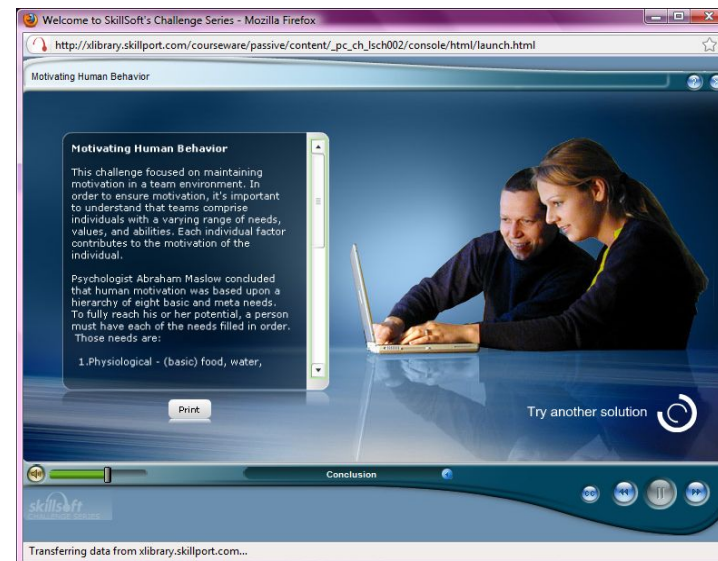 Welcome to SkillSoft's Challenge Series - Mozilla Firefox
http://xlibrary.skillport.com/courseware/passive/content/_pc_ch_lsch002/console/html/launch.html
Motivating Human Behavior
?
Motivating Human Behavior
This challenge focused on maintaining
motivation in a team environment. In
order to ensure motivation, it's important
to understand that teams comprise
individuals with a varying range of needs,
values, and abilities. Each individual factor
contributes to the motivation of the
individual.
Psychologist Abraham Maslow concluded
that human motivation was based upon a
hierarchy of eight basic and meta needs.
To fully reach his or her potential, a person
must have each of the needs filled in order.
Those needs are:
1.Physiological - (basic) food, water,
Print
Try another solution
Conclusion
CC
skillsoft
CHALLENGE SERIES
Transferring data from xlibrary.skillport.com...